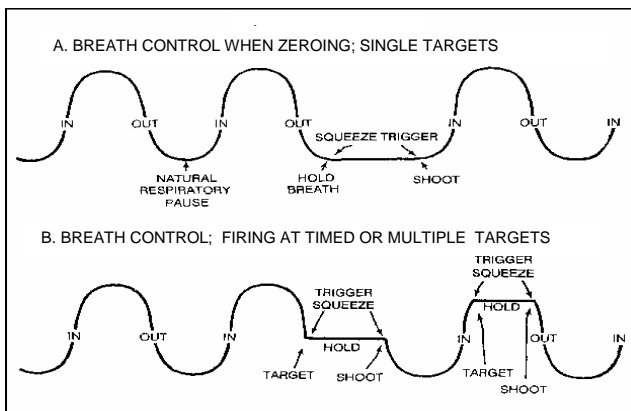 A. BREATH CONTROL WHEN ZEROING; SINGLE TARGETS
IN
OUT
IN
OUT
SQUEEZE TRIGGER
IN
OUT
IN
NATURAL
RESPIRATORY
PAUSE
HOLD
BREATH
SHOOT
B. BREATH CONTROL; FIRING AT TIMED OR MULTIPLE TARGETS
TRIGGER
SQUEEZE
TRIGGER
SQUEEZE
IN
OUT
IN
HOLD
IN
HOLD
OUT
IN
TARGET
SHOOT
TARGET
SHOOT